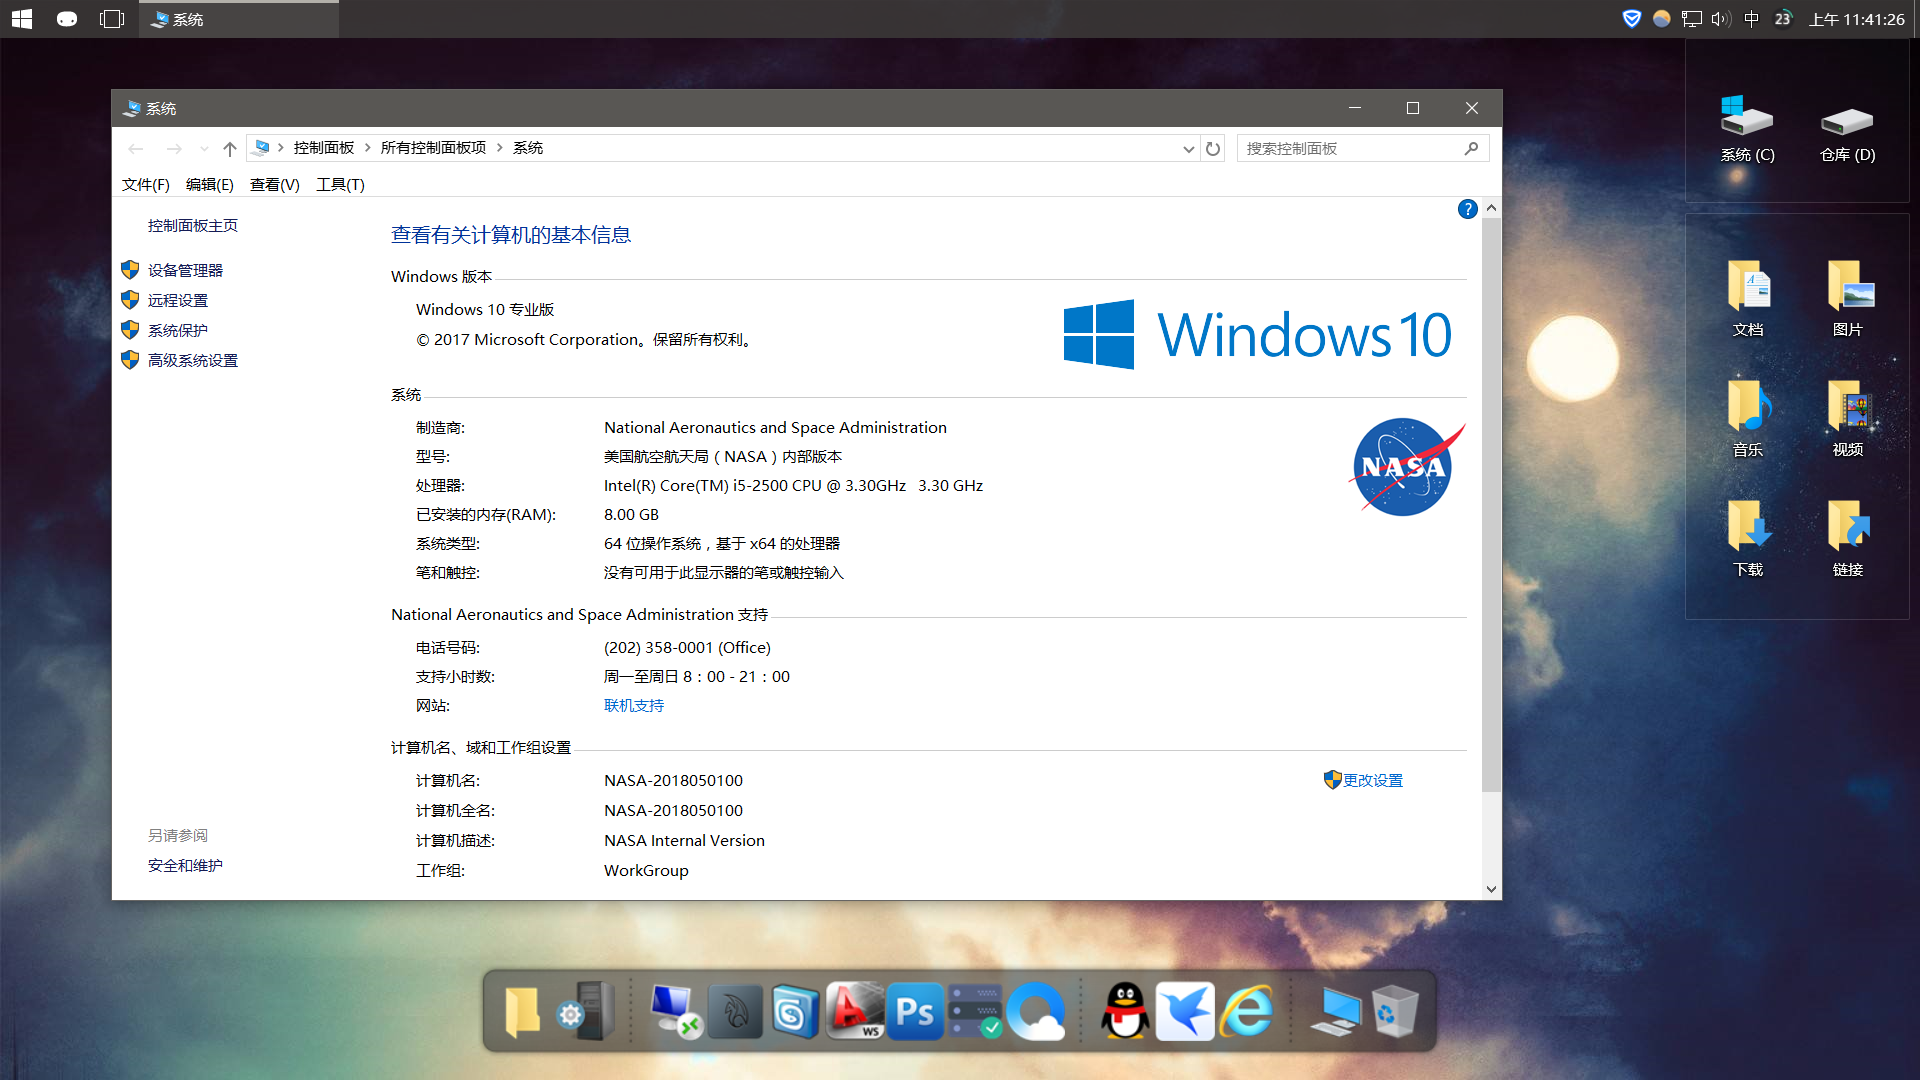 系统
中
23
上午 11:41:26
系统
控制面板
所有控制面板项
系统
搜索控制面板
文件(F)
编辑(E)
查看(V)
工具(T)
控制面板主页
设备管理器
远程设置
系统保护
高级系统设置
另请参阅
安全和维护
?
查看有关计算机的基本信息
Windows 版本
Windows 10 专业版
© 2017 Microsoft Corporation。保留所有权利。
Windows 10
系统
制造商: National Aeronautics and Space Administration
型号: 美国航空航天局（NASA）内部版本
处理器: Intel(R) Core(TM) i5-2500 CPU @ 3.30GHz 3.30 GHz
已安装的内存(RAM): 8.00 GB
系统类型: 64 位操作系统，基于 x64 的处理器
笔和触控: 没有可用于此显示器的笔或触控输入
NASA
National Aeronautics and Space Administration 支持
电话号码: (202) 358-0001 (Office)
支持小时数: 周一至周日 8：00 - 21：00
网站: 联机支持
计算机名、域和工作组设置
计算机名: NASA-2018050100
更改设置
计算机全名: NASA-2018050100
计算机描述: NASA Internal Version
工作组: WorkGroup
系统 (C)
仓库 (D)
文档
图片
音乐
视频
下载
链接
WS
Ps